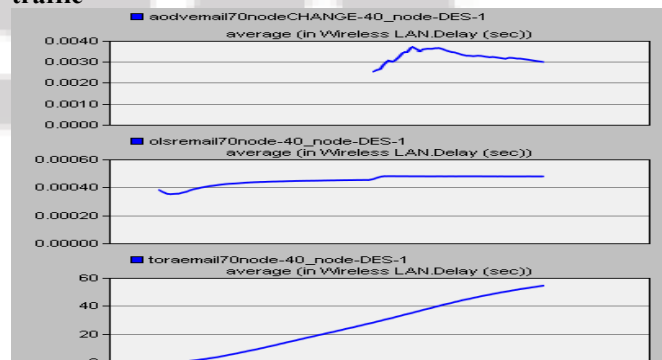 traffic
aodvemail70nodeCHANGE-40_node-DES-1
average (in Wireless LAN.Delay (sec))
0.0040
0.0030
0.0020
0.0010
0.0000
olsremail70node-40_node-DES-1
average (in Wireless LAN.Delay (sec))
0.00060
0.00040
0.00020
0.00000
toraemail70node-40_node-DES-1
average (in Wireless LAN.Delay (sec))
60
40
20